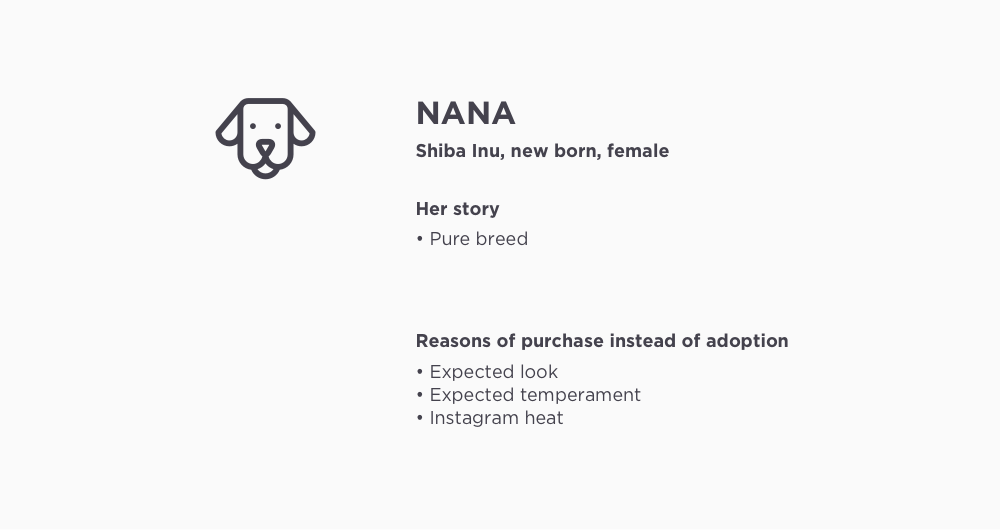 NANA
Shiba Inu, new born, female
Her story
• Pure breed
Reasons of purchase instead of adoption
• Expected look
• Expected temperament
• Instagram heat